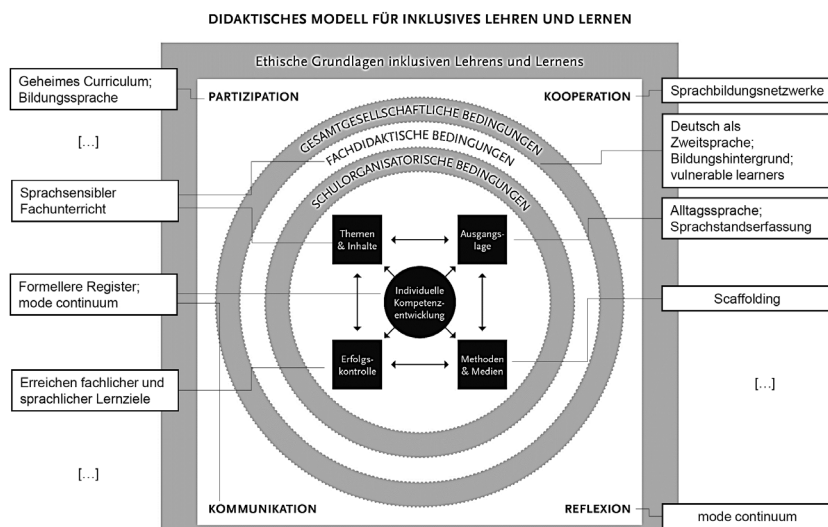 DIDAKTISCHES MODELL FÜR INKLUSIVES LEHREN UND LERNEN
Ethische Grundlagen inklusiven Lehrens und Lernens
Geheimes Curriculum;
Bildungssprache
[...]
Sprachsensibler
Fachunterricht
Formellere Register;
mode continuum
Erreichen fachlicher und
sprachlicher Lernziele
[...]
PARTIZIPATION
KOOPERATION
GESAMTGESELLSCHAFTLICHE BEDINGUNGEN
FACHDIDAKTISCHE BEDINGUNGEN
SCHULORGANISATORISCHE BEDINGUNGEN
Themen
& Inhalte
Ausgangs-
lage
Individuelle
Kompetenz-
entwicklung
Erfolgs-
kontrolle
Methoden
& Medien
KOMMUNIKATION
REFLEXION
Sprachbildungsnetzwerke
Deutsch als
Zweitsprache;
Bildungshintergrund;
vulnerable learners
Alltagssprache;
Sprachstandserfassung
Scaffolding
[...]
mode continuum